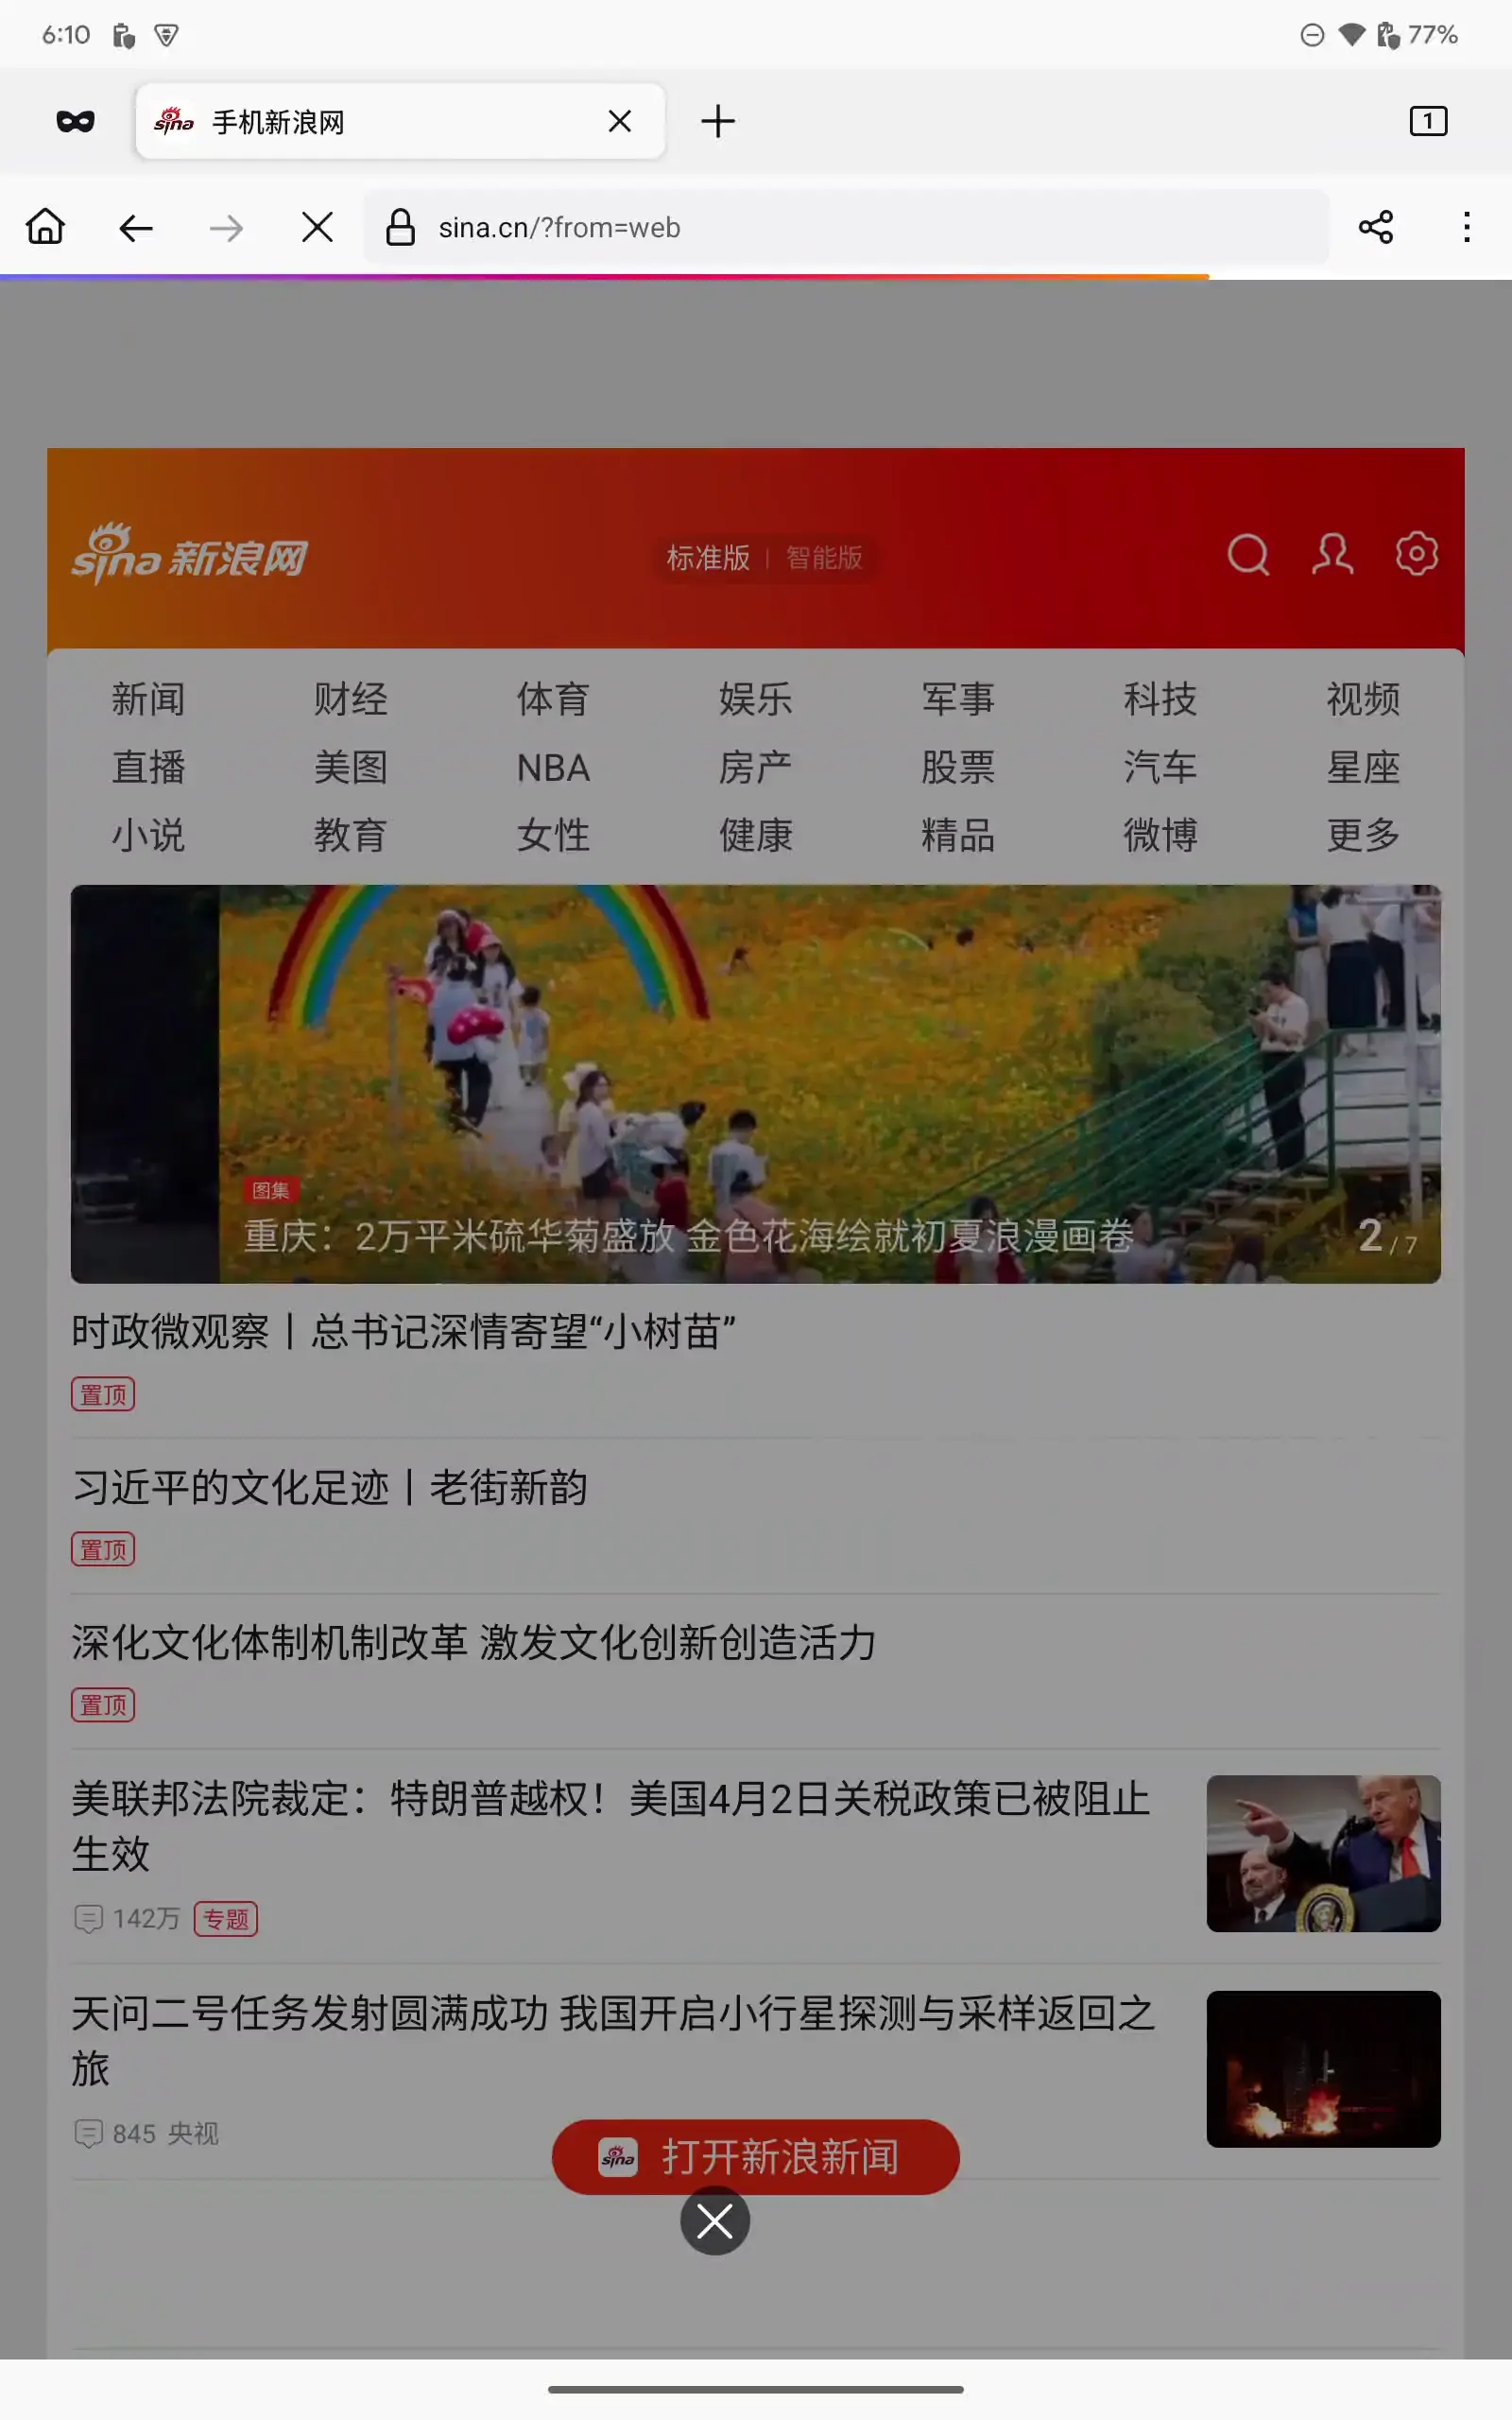 6:10
77%
sina 手机新浪网
1
sina.cn/?from=web
sina 新浪网
标准版 | 智能版
新闻 财经 体育 娱乐 军事 科技 视频
直播 美图 NBA 房产 股票 汽车 星座
小说 教育 女性 健康 精品 微博 更多
图集
重庆：2万平米硫华菊盛放 金色花海绘就初夏浪漫画卷 2 / 7
时政微观察丨总书记深情寄望“小树苗”
置顶
习近平的文化足迹丨老街新韵
置顶
深化文化体制机制改革 激发文化创新创造活力
置顶
美联邦法院裁定：特朗普越权！美国4月2日关税政策已被阻止
生效
142万 专题
天问二号任务发射圆满成功 我国开启小行星探测与采样返回之
旅
845 央视
sina 打开新浪新闻